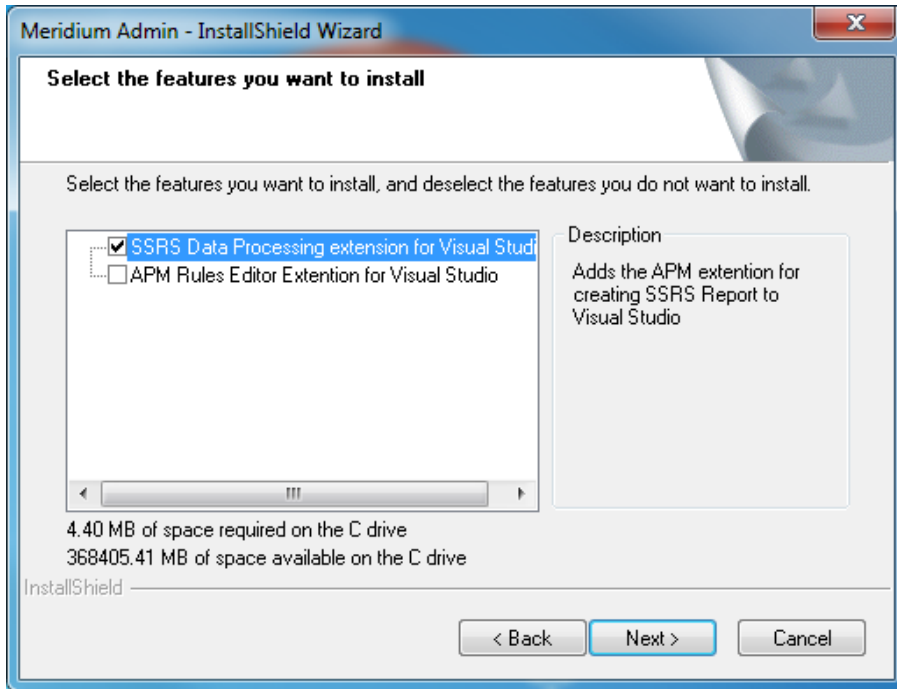 Meridium Admin - InstallShield Wizard
Select the features you want to install
Select the features you want to install, and deselect the features you do not want to install.
SSRS Data Processing extension for Visual Studi
APM Rules Editor Extention for Visual Studio
Description
Adds the APM extention for
creating SSRS Report to
Visual Studio
4.40 MB of space required on the C drive
368405.41 MB of space available on the C drive
InstallShield
< Back
Next >
Cancel